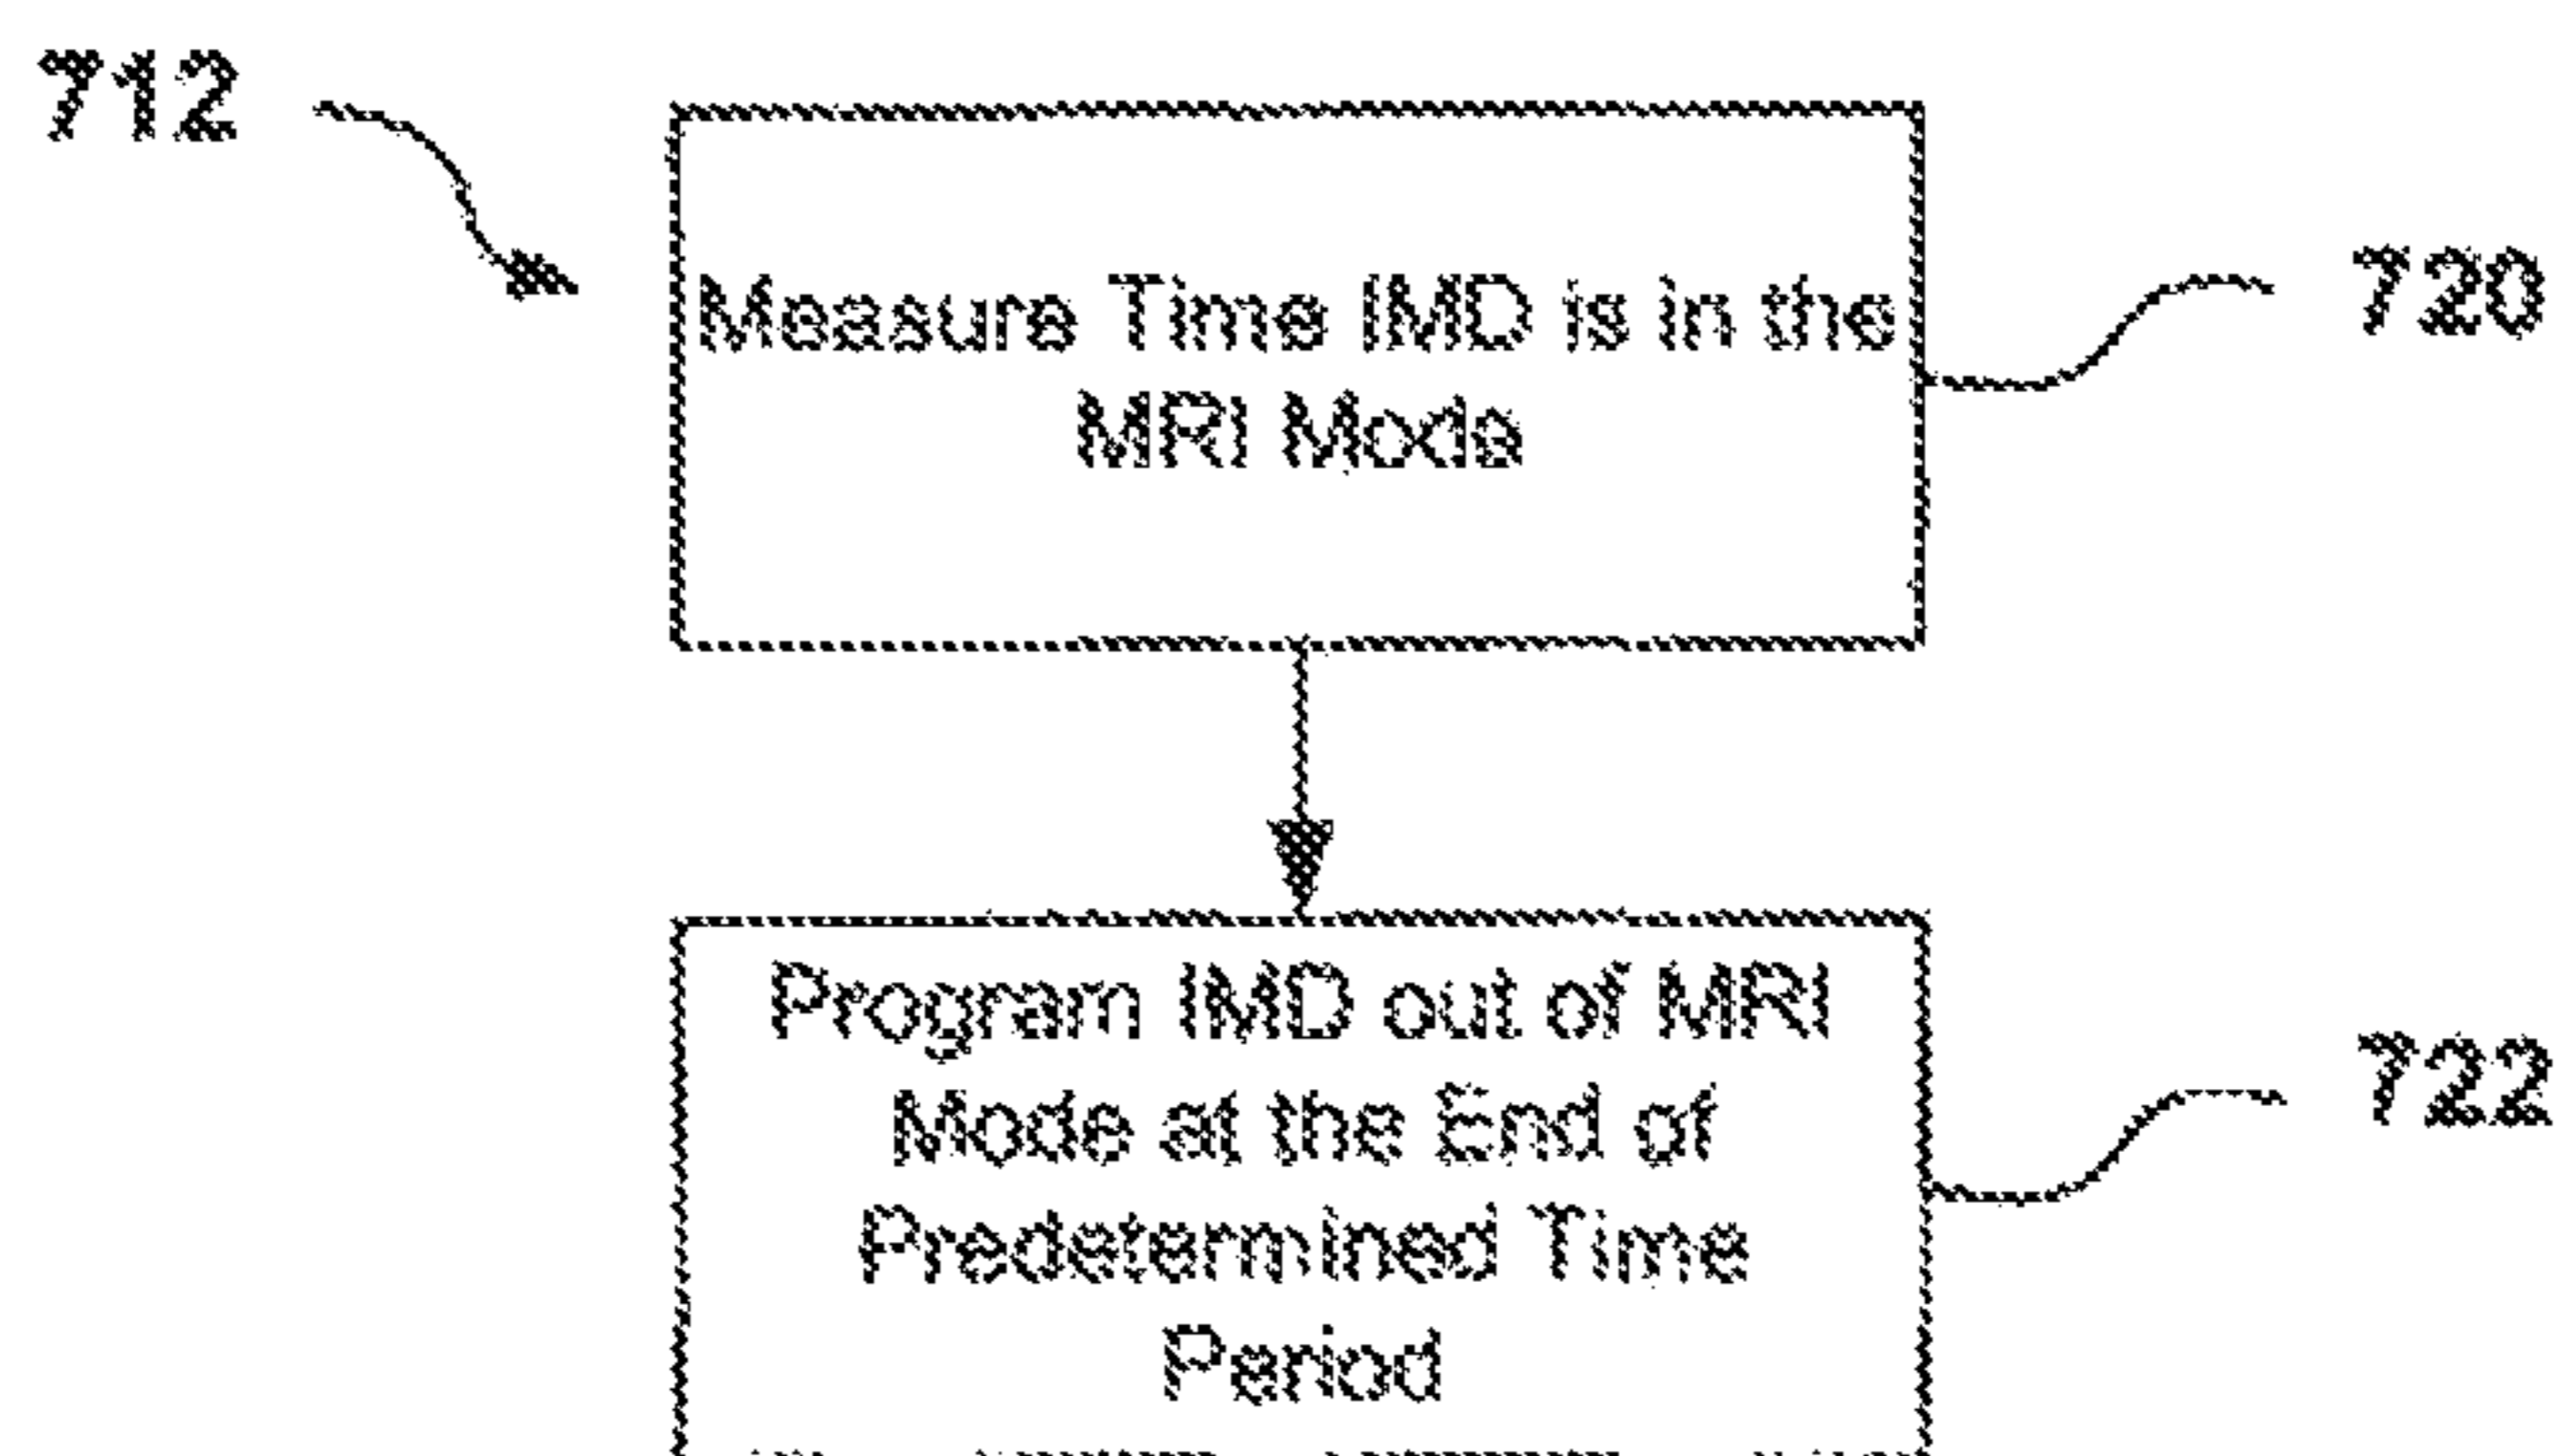 712
Measure Time IMD is in the
MRI Mode
720
Program IMD out of MRI
Mode at the End of
Predetermined Time
Period
722